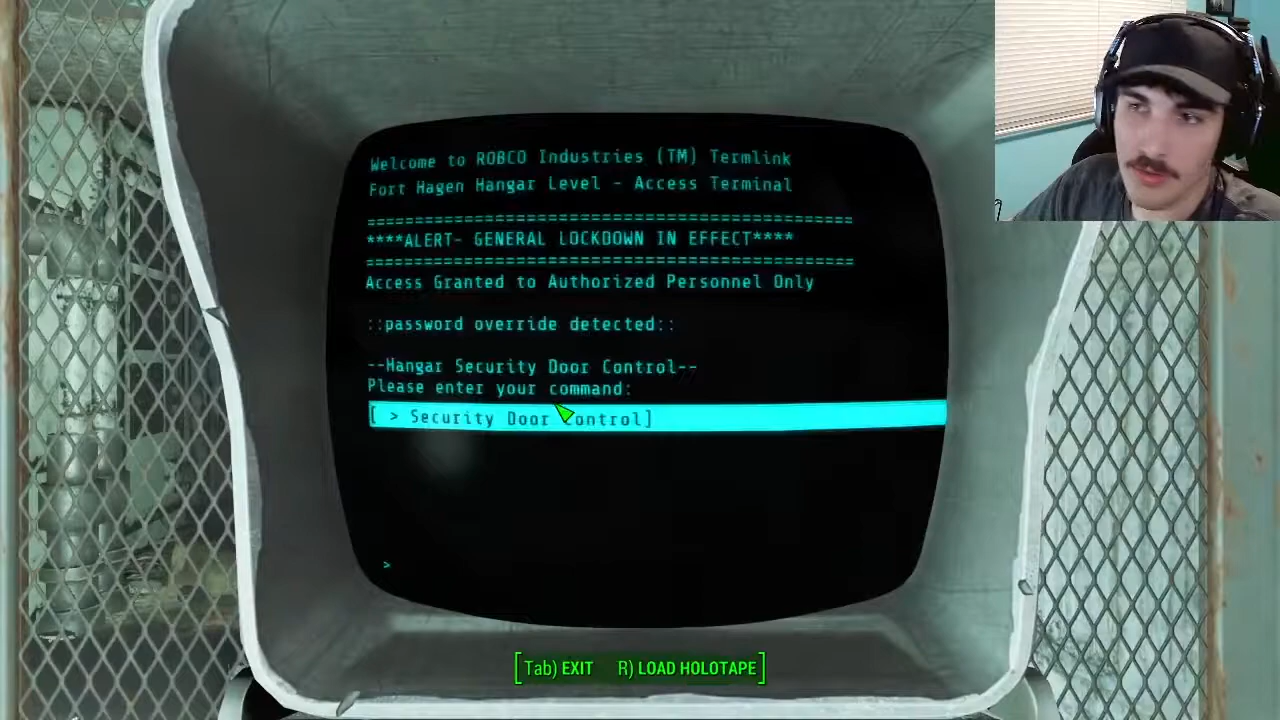 Welcome to ROBCO Industries (TM) Termlink
Fort Hagen Hangar Level - Access Terminal
=====================================================
****ALERT- GENERAL LOCKDOWN IN EFFECT****
=====================================================
Access Granted to Authorized Personnel Only
::password override detected::
--Hangar Security Door Control--
Please enter your command:
[ > Security Door Control]
>
[Tab) EXIT R) LOAD HOLOTAPE]